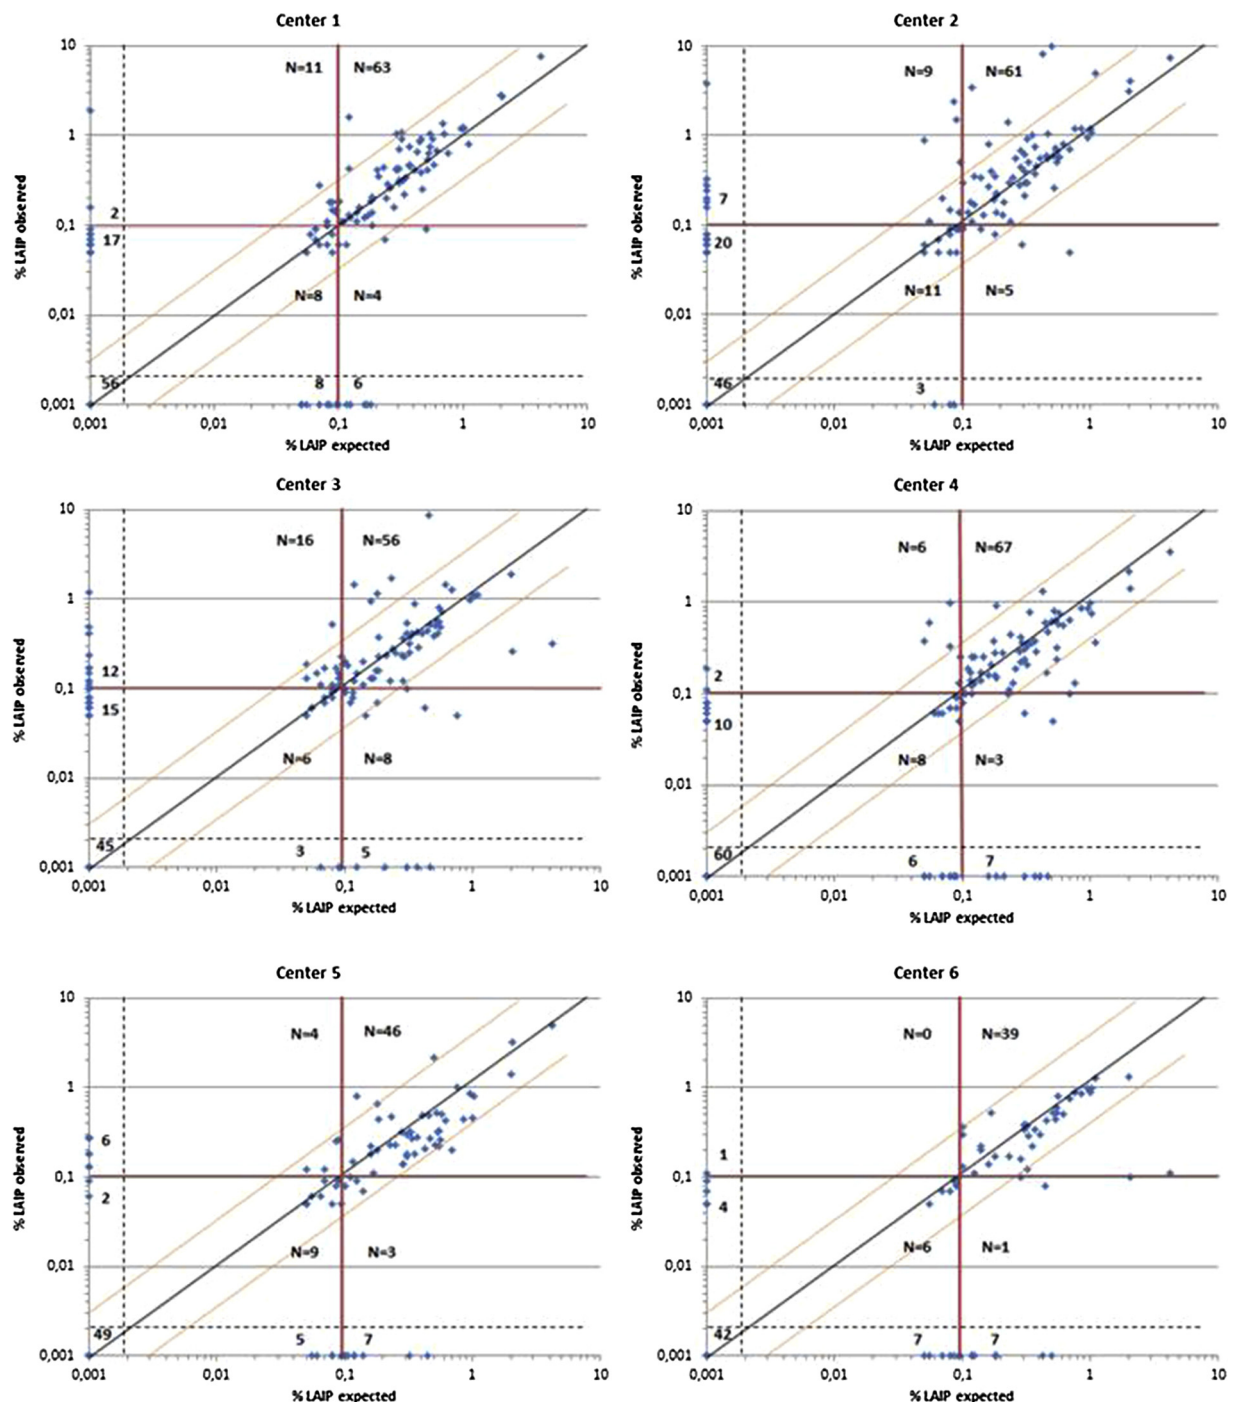 Center 1
Center 2
10
N=11 N=63
1
% LAIP observed
2
0,1
17
N=8 N=4
0,01
56
8 6
0,001
0,001 0,01 0,1 1 10
% LAIP expected
10
N=9 N=61
1
% LAIP observed
7
0,1
20
N=11 N=5
0,01
46
3
0,001
0,001 0,01 0,1 1 10
% LAIP expected
Center 3
Center 4
10
N=16 N=56
1
% LAIP observed
12
0,1
15
N=6 N=8
0,01
45
3 5
0,001
0,001 0,01 0,1 1 10
% LAIP expected
10
N=6 N=67
1
% LAIP observed
2
0,1
10
N=8 N=3
0,01
60
6 7
0,001
0,001 0,01 0,1 1 10
% LAIP expected
Center 5
Center 6
10
N=4 N=46
1
% LAIP observed
6
0,1
2
N=9 N=3
0,01
49
5 7
0,001
0,001 0,01 0,1 1 10
% LAIP expected
10
N=0 N=39
1
% LAIP observed
1
0,1
4
N=6 N=1
0,01
42
7 7
0,001
0,001 0,01 0,1 1 10
% LAIP expected